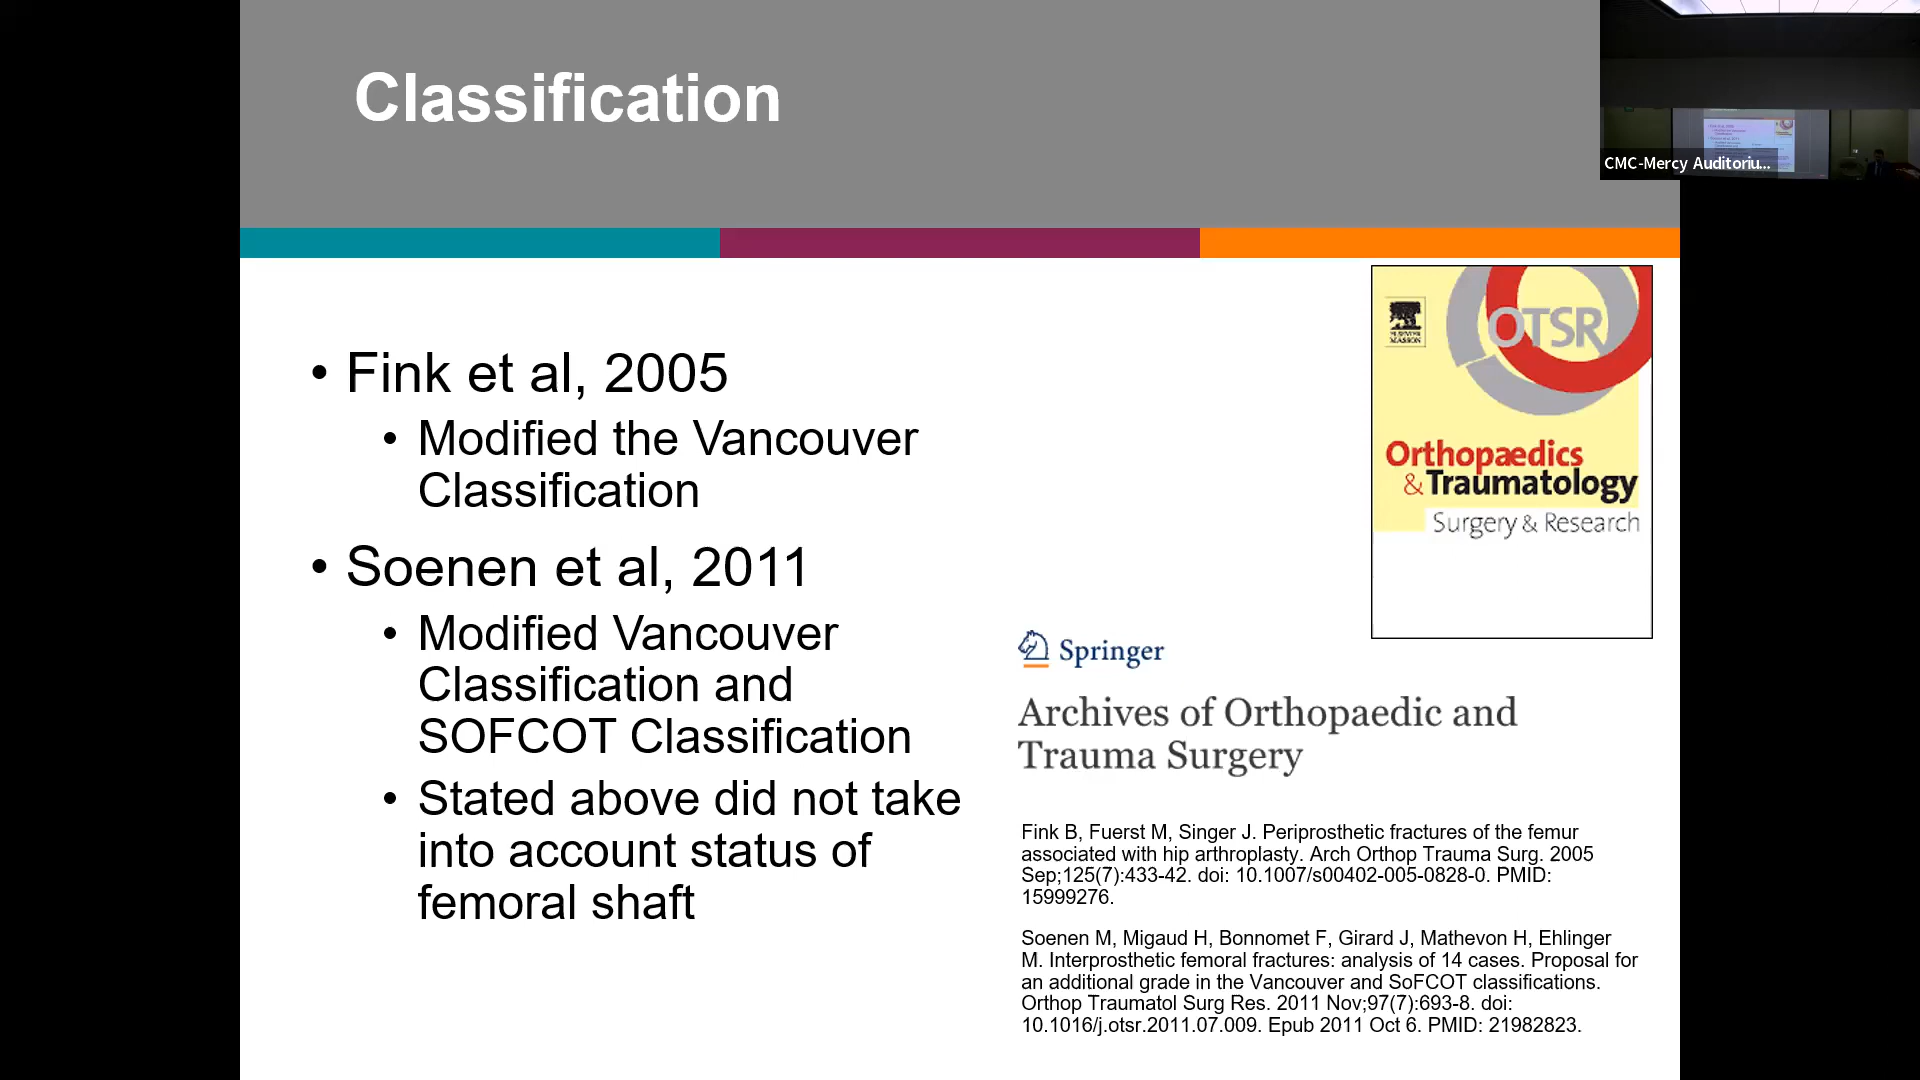 Classification
CMC-Mercy Auditoriu...
• Fink et al, 2005
• Modified the Vancouver
Classification
• Soenen et al, 2011
• Modified Vancouver
Classification and
SOFCOT Classification
• Stated above did not take
into account status of
femoral shaft
ELSEVIER
MASSON
OTSR
Orthopædics
&Traumatology
Surgery & Research
Springer
Archives of Orthopaedic and
Trauma Surgery
Fink B, Fuerst M, Singer J. Periprosthetic fractures of the femur
associated with hip arthroplasty. Arch Orthop Trauma Surg. 2005
Sep;125(7):433-42. doi: 10.1007/s00402-005-0828-0. PMID:
15999276.
Soenen M, Migaud H, Bonnomet F, Girard J, Mathevon H, Ehlinger
M. Interprosthetic femoral fractures: analysis of 14 cases. Proposal for
an additional grade in the Vancouver and SoFCOT classifications.
Orthop Traumatol Surg Res. 2011 Nov;97(7):693-8. doi:
10.1016/j.otsr.2011.07.009. Epub 2011 Oct 6. PMID: 21982823.